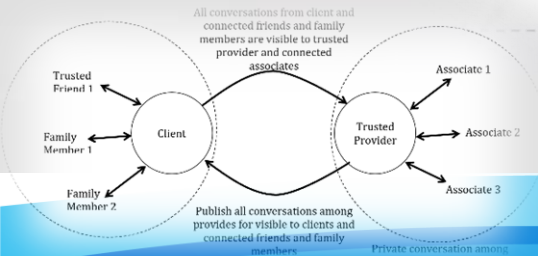 All conversations from client and
connected friends and family
members are visible to trusted
provider and connected
associates
Trusted
Friend 1
Family
Member 1
Family
Member 2
Client
Trusted
Provider
Associate 1
Associate 2
Associate 3
Publish all conversations among
provides for visible to clients and
connected friends and family
members
Private conversation among